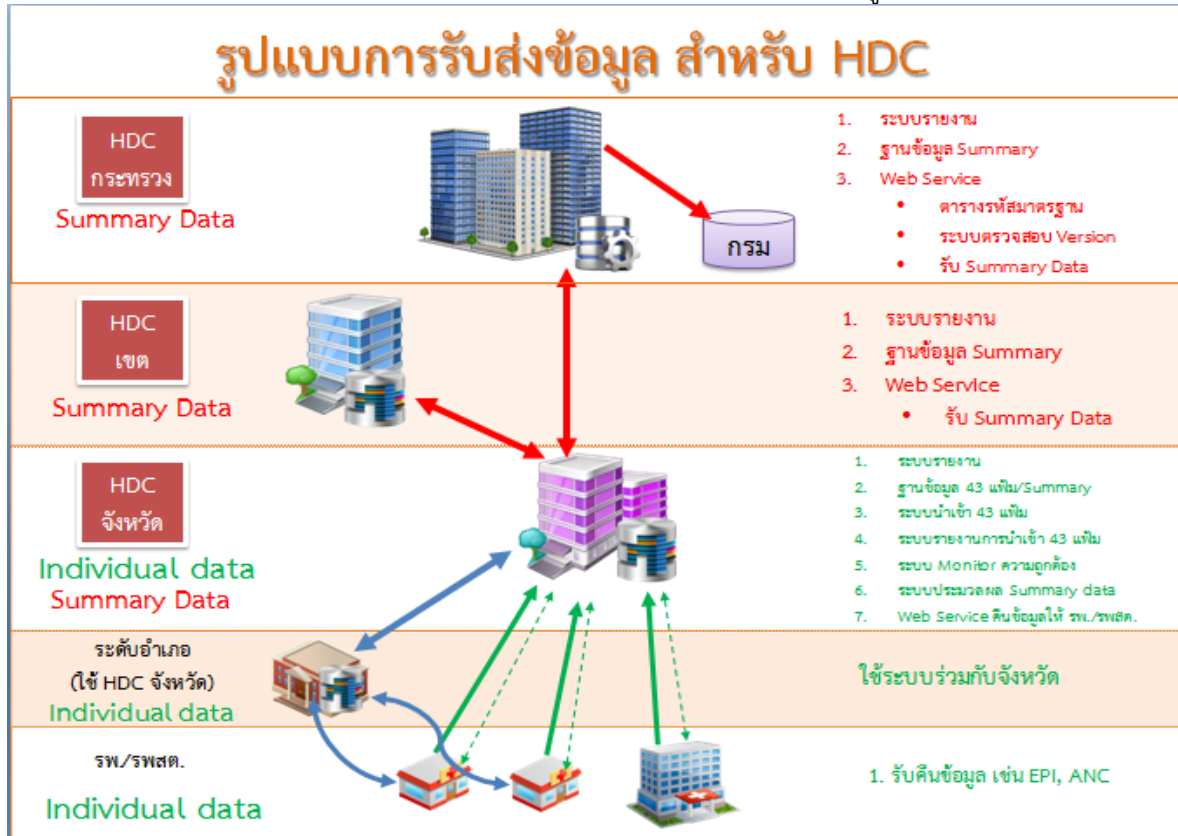 รูปแบบการรับส่งข้อมูล สำหรับ HDC
HDC
กระทรวง
Summary Data
กรม
1. ระบบรายงาน
2. ฐานข้อมูล Summary
3. Web Service
• ตารางรหัสมาตรฐาน
• ระบบตรวจสอบ Version
• รับ Summary Data
HDC
เขต
Summary Data
1. ระบบรายงาน
2. ฐานข้อมูล Summary
3. Web Service
• รับ Summary Data
HDC
จังหวัด
Individual data
Summary Data
1. ระบบรายงาน
2. ฐานข้อมูล 43 แฟ้ม/Summary
3. ระบบนำเข้า 43 แฟ้ม
4. ระบบรายงานการนำเข้า 43 แฟ้ม
5. ระบบ Monitor ความถูกต้อง
6. ระบบประมวลผล Summary data
7. Web Service คืนข้อมูลให้ รพ./รพสต.
ระดับอำเภอ
(ใช้ HDC จังหวัด)
Individual data
ใช้ระบบร่วมกับจังหวัด
รพ./รพสต.
Individual data
1. รับคืนข้อมูล เช่น EPI, ANC